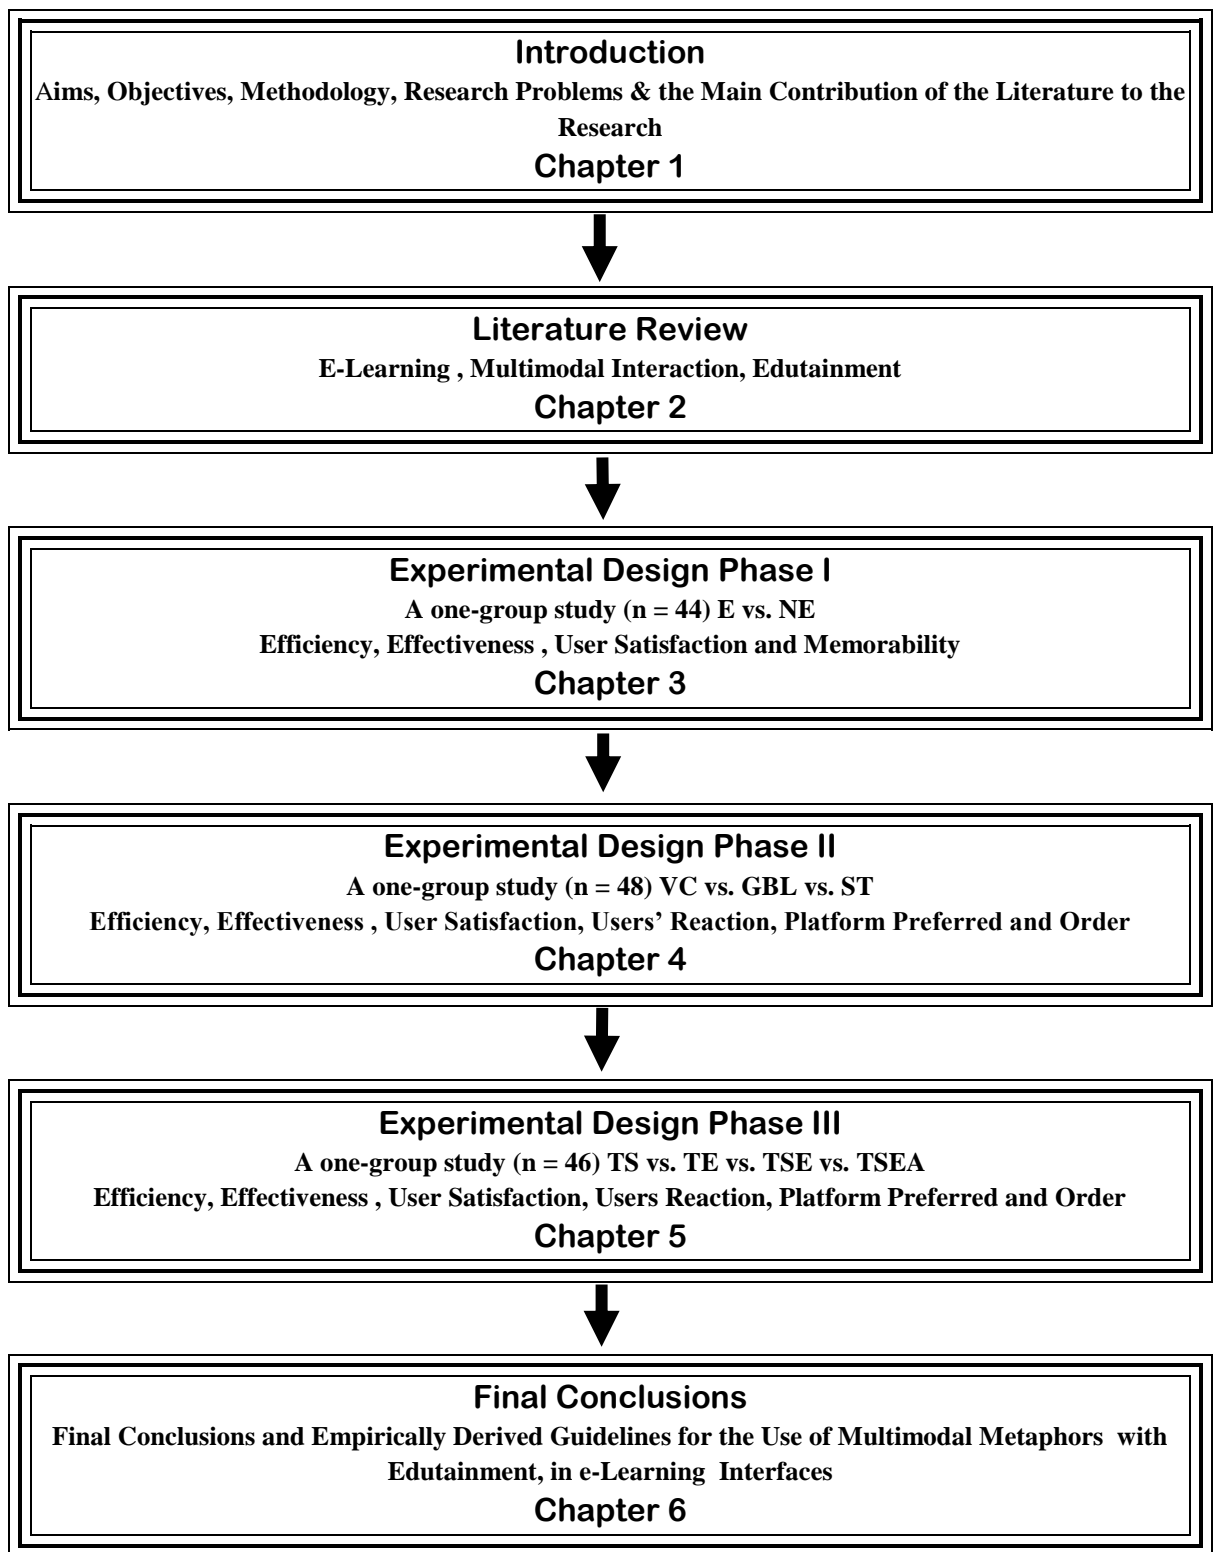 Introduction
Aims, Objectives, Methodology, Research Problems & the Main Contribution of the Literature to the
Research
Chapter 1
Literature Review
E-Learning , Multimodal Interaction, Edutainment
Chapter 2
Experimental Design Phase I
A one-group study (n = 44) E vs. NE
Efficiency, Effectiveness , User Satisfaction and Memorability
Chapter 3
Experimental Design Phase II
A one-group study (n = 48) VC vs. GBL vs. ST
Efficiency, Effectiveness , User Satisfaction, Users’ Reaction, Platform Preferred and Order
Chapter 4
Experimental Design Phase III
A one-group study (n = 46) TS vs. TE vs. TSE vs. TSEA
Efficiency, Effectiveness , User Satisfaction, Users Reaction, Platform Preferred and Order
Chapter 5
Final Conclusions
Final Conclusions and Empirically Derived Guidelines for the Use of Multimodal Metaphors with
Edutainment, in e-Learning Interfaces
Chapter 6